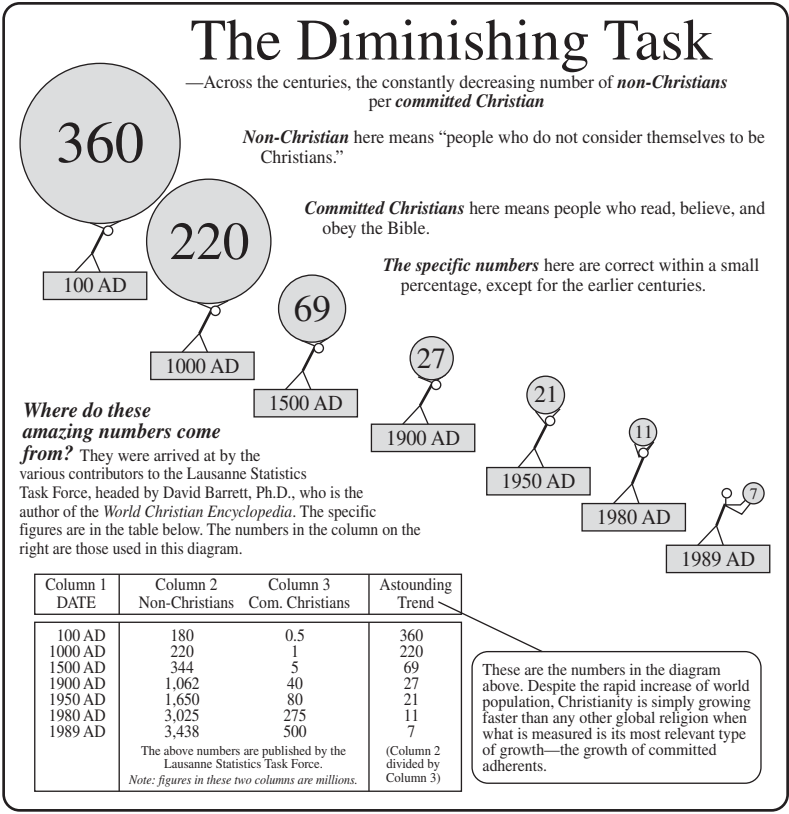 The Diminishing Task
—Across the centuries, the constantly decreasing number of non-Christians
per committed Christian
Non-Christian here means “people who do not consider themselves to be
Christians.”
Committed Christians here means people who read, believe, and
obey the Bible.
The specific numbers here are correct within a small
percentage, except for the earlier centuries.
360
100 AD
220
1000 AD
69
1500 AD
27
1900 AD
21
1950 AD
11
1980 AD
7
1989 AD
Where do these
amazing numbers come
from? They were arrived at by the
various contributors to the Lausanne Statistics
Task Force, headed by David Barrett, Ph.D., who is the
author of the World Christian Encyclopedia. The specific
figures are in the table below. The numbers in the column on the
right are those used in this diagram.
Column 1 Column 2 Column 3 Astounding
DATE Non-Christians Com. Christians Trend
100 AD 180 0.5 360
1000 AD 220 1 220
1500 AD 344 5 69
1900 AD 1,062 40 27
1950 AD 1,650 80 21
1980 AD 3,025 275 11
1989 AD 3,438 500 7
The above numbers are published by the
Lausanne Statistics Task Force.
Note: figures in these two columns are millions.
(Column 2
divided by
Column 3)
These are the numbers in the diagram
above. Despite the rapid increase of world
population, Christianity is simply growing
faster than any other global religion when
what is measured is its most relevant type
of growth—the growth of committed
adherents.